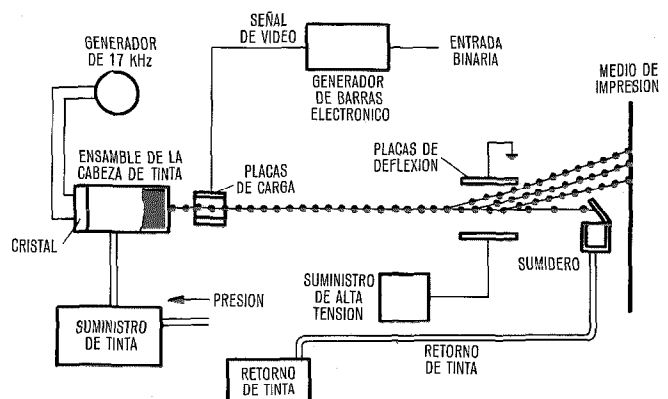 GENERADOR
DE 17 KHz
SEÑAL
DE VIDEO
GENERADOR
DE BARRAS
ELECTRONICO
ENTRADA
BINARIA
MEDIO DE
IMPRESION
ENSAMBLE DE LA
CABEZA DE TINTA
PLACAS
DE CARGA
PLACAS DE
DEFLEXION
CRISTAL
PRESION
SUMINISTRO
DE TINTA
SUMINISTRO
DE ALTA
TENSION
SUMIDERO
RETORNO
DE TINTA
RETORNO
DE TINTA